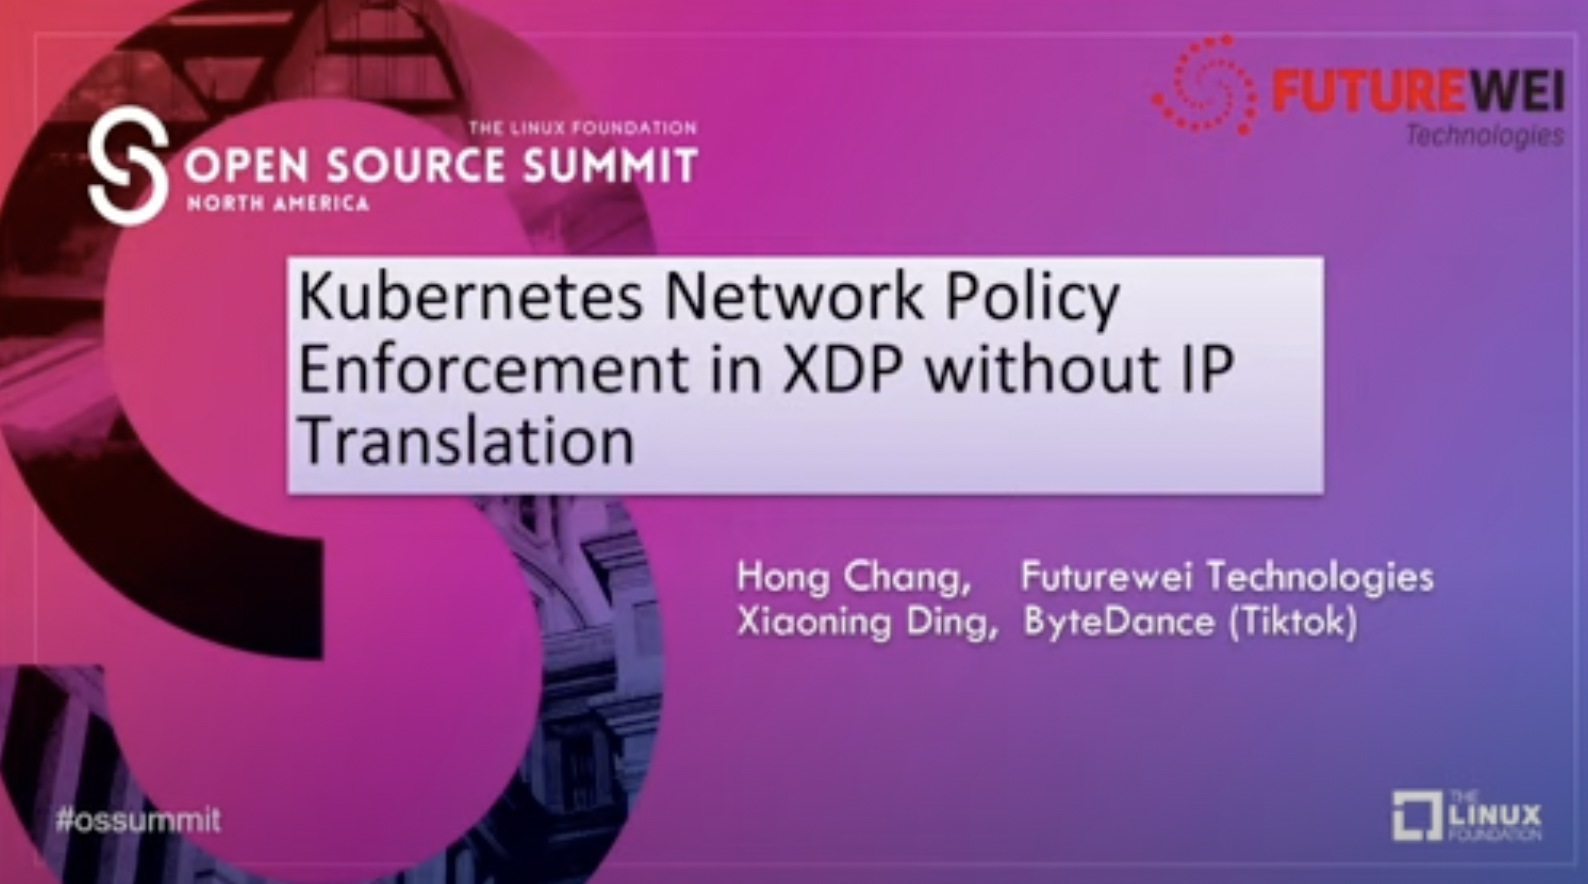 THE LINUX FOUNDATION
OPEN SOURCE SUMMIT
NORTH AMERICA
FUTUREWEI
Technologies
Kubernetes Network Policy
Enforcement in XDP without IP
Translation
Hong Chang, Futurewei Technologies
Xiaoning Ding, ByteDance (Tiktok)
#ossummit
THE
LINUX
FOUNDATION